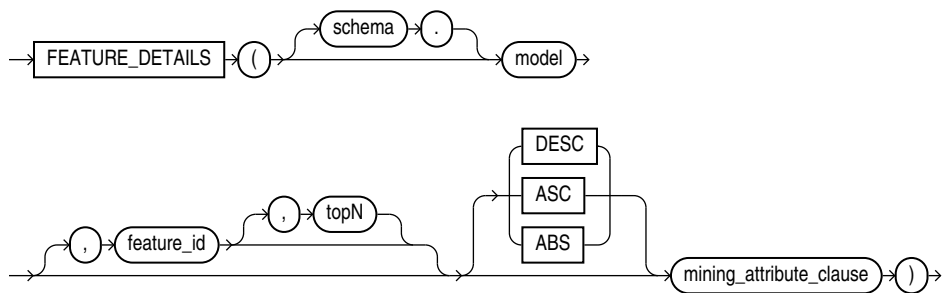 schema .
FEATURE_DETAILS ( model
DESC
ASC
ABS
, topN
, feature_id
mining_attribute_clause )